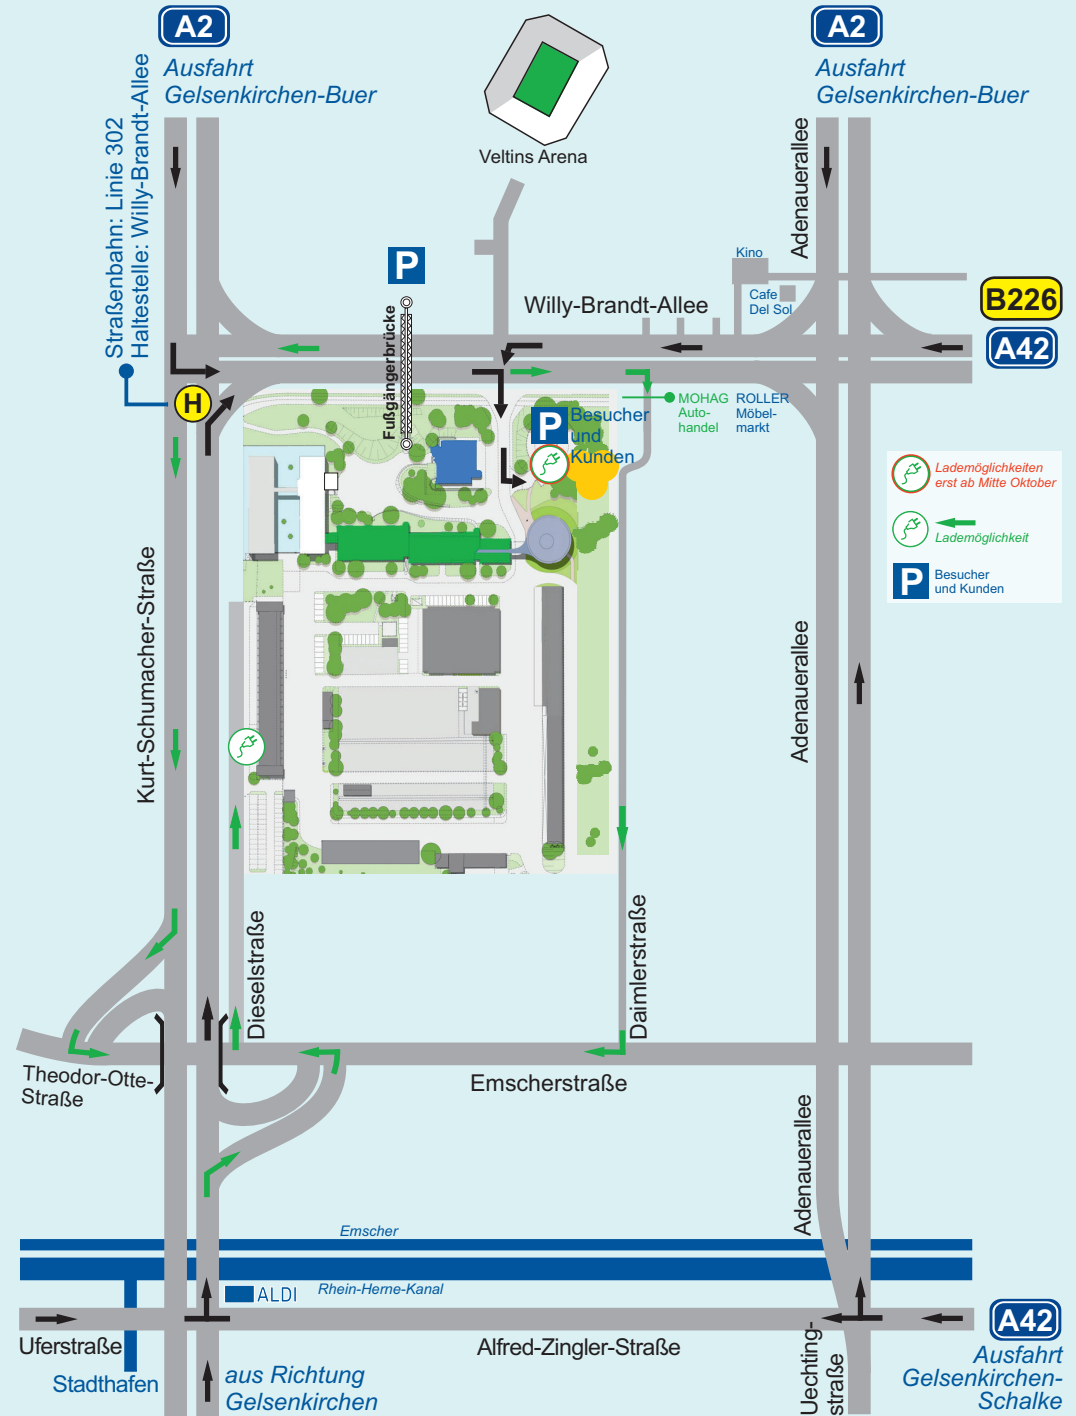 A2
Ausfahrt
Gelsenkirchen-Buer
A2
Ausfahrt
Gelsenkirchen-Buer
Veltins Arena
Straßenbahn: Linie 302
Haltestelle: Willy-Brandt-Allee
Adenauerallee
P
Kino
Cafe
Del Sol
Willy-Brandt-Allee
B226
A42
Fußgängerbrücke
H
P
Besucher
und
Kunden
MOHAG
Auto-
handel
ROLLER
Möbel-
markt
Lademöglichkeiten
erst ab Mitte Oktober
Lademöglichkeit
P
Besucher
und Kunden
Kurt-Schumacher-Straße
Adenauerallee
Dieselstraße
Daimlerstraße
Theodor-Otte-
Straße
Emscherstraße
Adenauerallee
Emscher
Rhein-Herne-Kanal
ALDI
Uferstraße
Alfred-Zingler-Straße
Uechting-
straße
A42
Ausfahrt
Gelsenkirchen-
Schalke
Stadthafen
aus Richtung
Gelsenkirchen